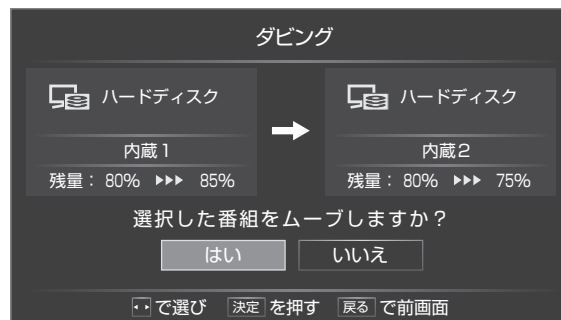 ダビング
ハードディスク
内蔵1
残量： 80% ▶▶▶ 85%
ハードディスク
内蔵2
残量： 80% ▶▶▶ 75%
選択した番組をムーブしますか？
はい いいえ
で選び 決定 を押す 戻る で前画面